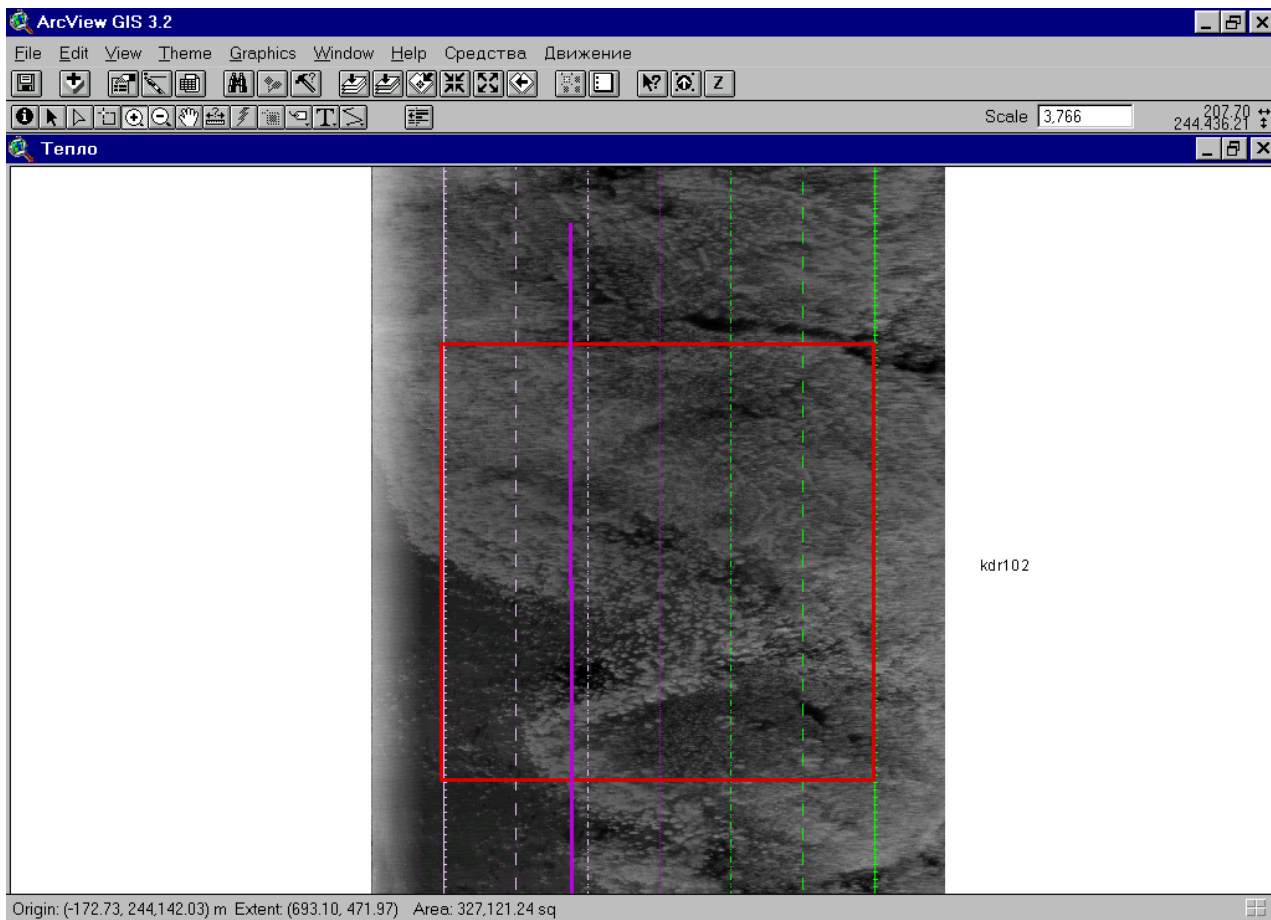 ArcView GIS 3.2
File Edit View Theme Graphics Window Help Средства Движение
Z
T
Scale 3,766 207.70
244,436.21
Тепло
kdr102
Origin: (-172.73, 244,142.03) m Extent: (693.10, 471.97) Area: 327,121.24 sq